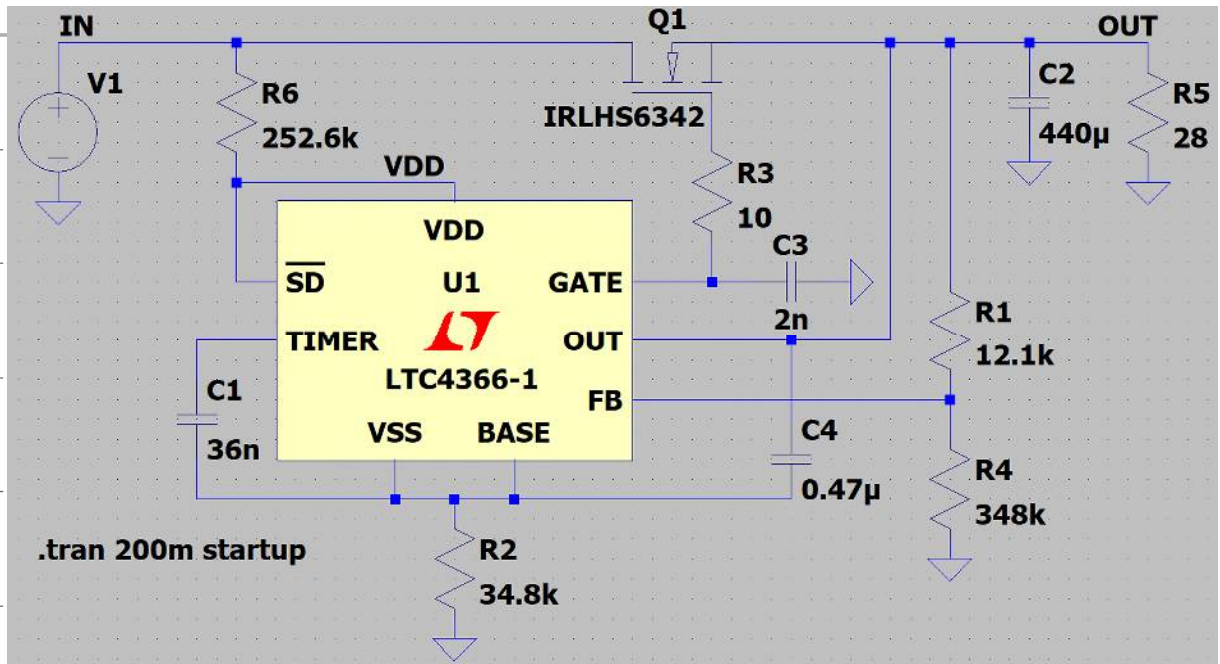 IN
Q1
OUT
V1
R6
252.6k
IRLHS6342
C2
440µ
R5
28
VDD
R3
10
VDD
C3
2n
SD
U1
GATE
TIMER
OUT
LTC4366-1
R1
12.1k
C1
36n
FB
VSS
BASE
C4
0.47µ
R4
348k
.tran 200m startup
R2
34.8k